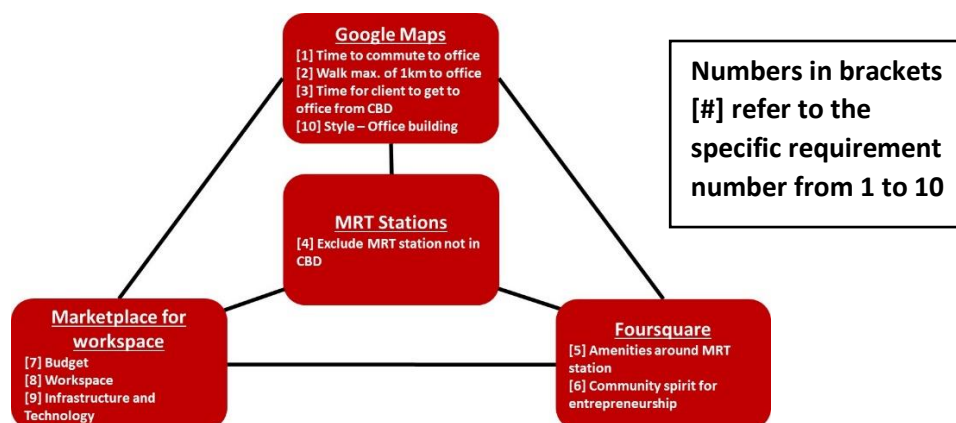 Google Maps
[1] Time to commute to office
[2] Walk max. of 1km to office
[3] Time for client to get to
office from CBD
[10] Style – Office building
Numbers in brackets
[#] refer to the
specific requirement
number from 1 to 10
MRT Stations
[4] Exclude MRT station not in
CBD
Marketplace for
workspace
[7] Budget
[8] Workspace
[9] Infrastructure and
Technology
Foursquare
[5] Amenities around MRT
station
[6] Community spirit for
entrepreneurship